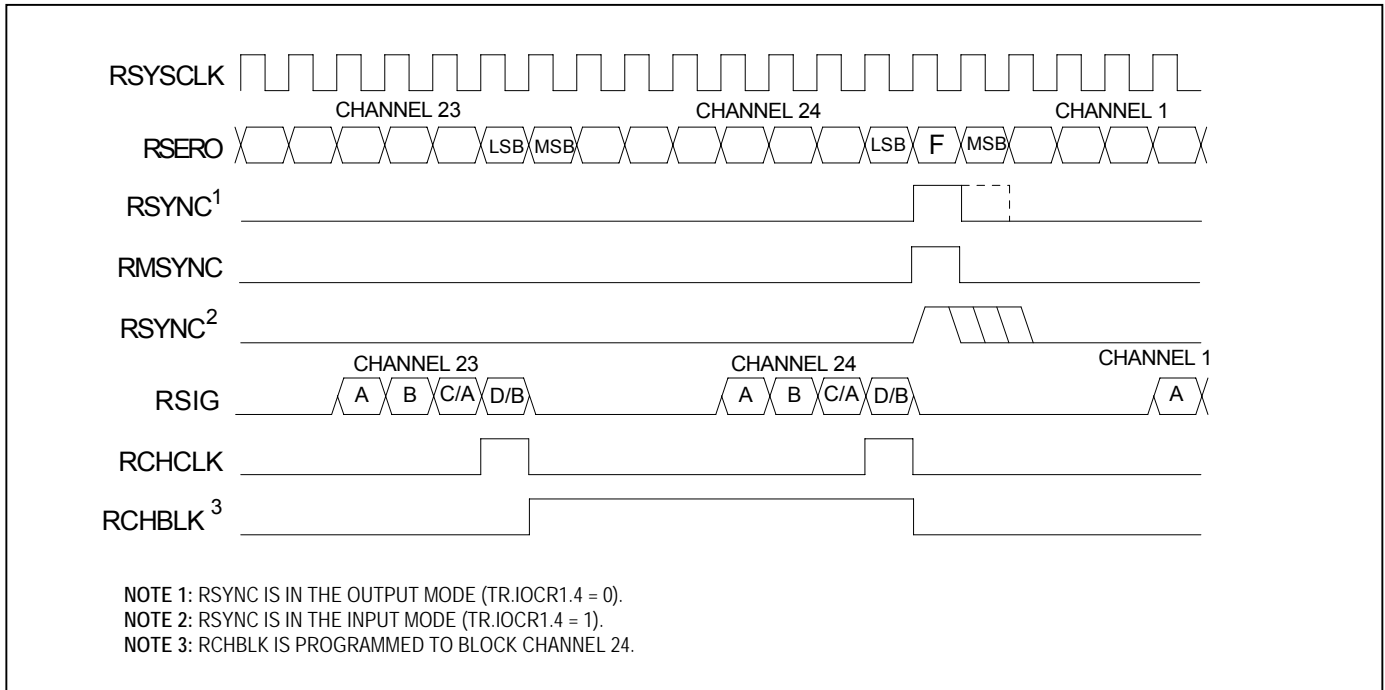 RSYSCLK
CHANNEL 23 CHANNEL 24 CHANNEL 1
RSERO LSB MSB LSB F MSB
RSYNC1
RMSYNC
RSYNC2
CHANNEL 23 CHANNEL 24 CHANNEL 1
RSIG A B C/A D/B A B C/A D/B A
RCHCLK
RCHBLK 3
NOTE 1: RSYNC IS IN THE OUTPUT MODE (TR.IOCR1.4 = 0).
NOTE 2: RSYNC IS IN THE INPUT MODE (TR.IOCR1.4 = 1).
NOTE 3: RCHBLK IS PROGRAMMED TO BLOCK CHANNEL 24.